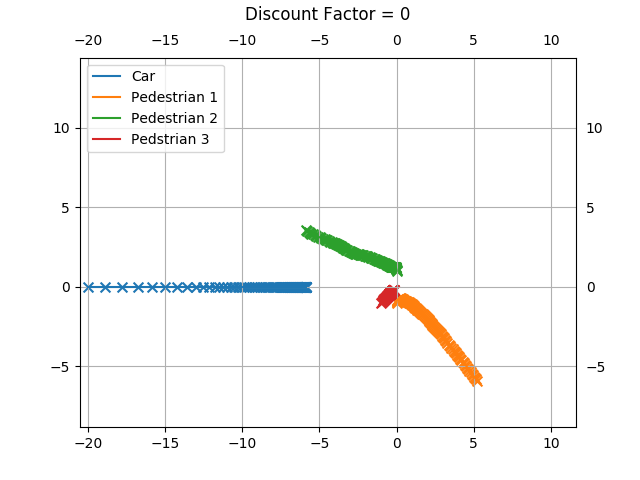 Discount Factor = 0
−20 −15 −10 −5 0 5 10
Car
Pedestrian 1
Pedestrian 2
Pedstrian 3
10 10
5 5
0 0
−5 −5
−20 −15 −10 −5 0 5 10